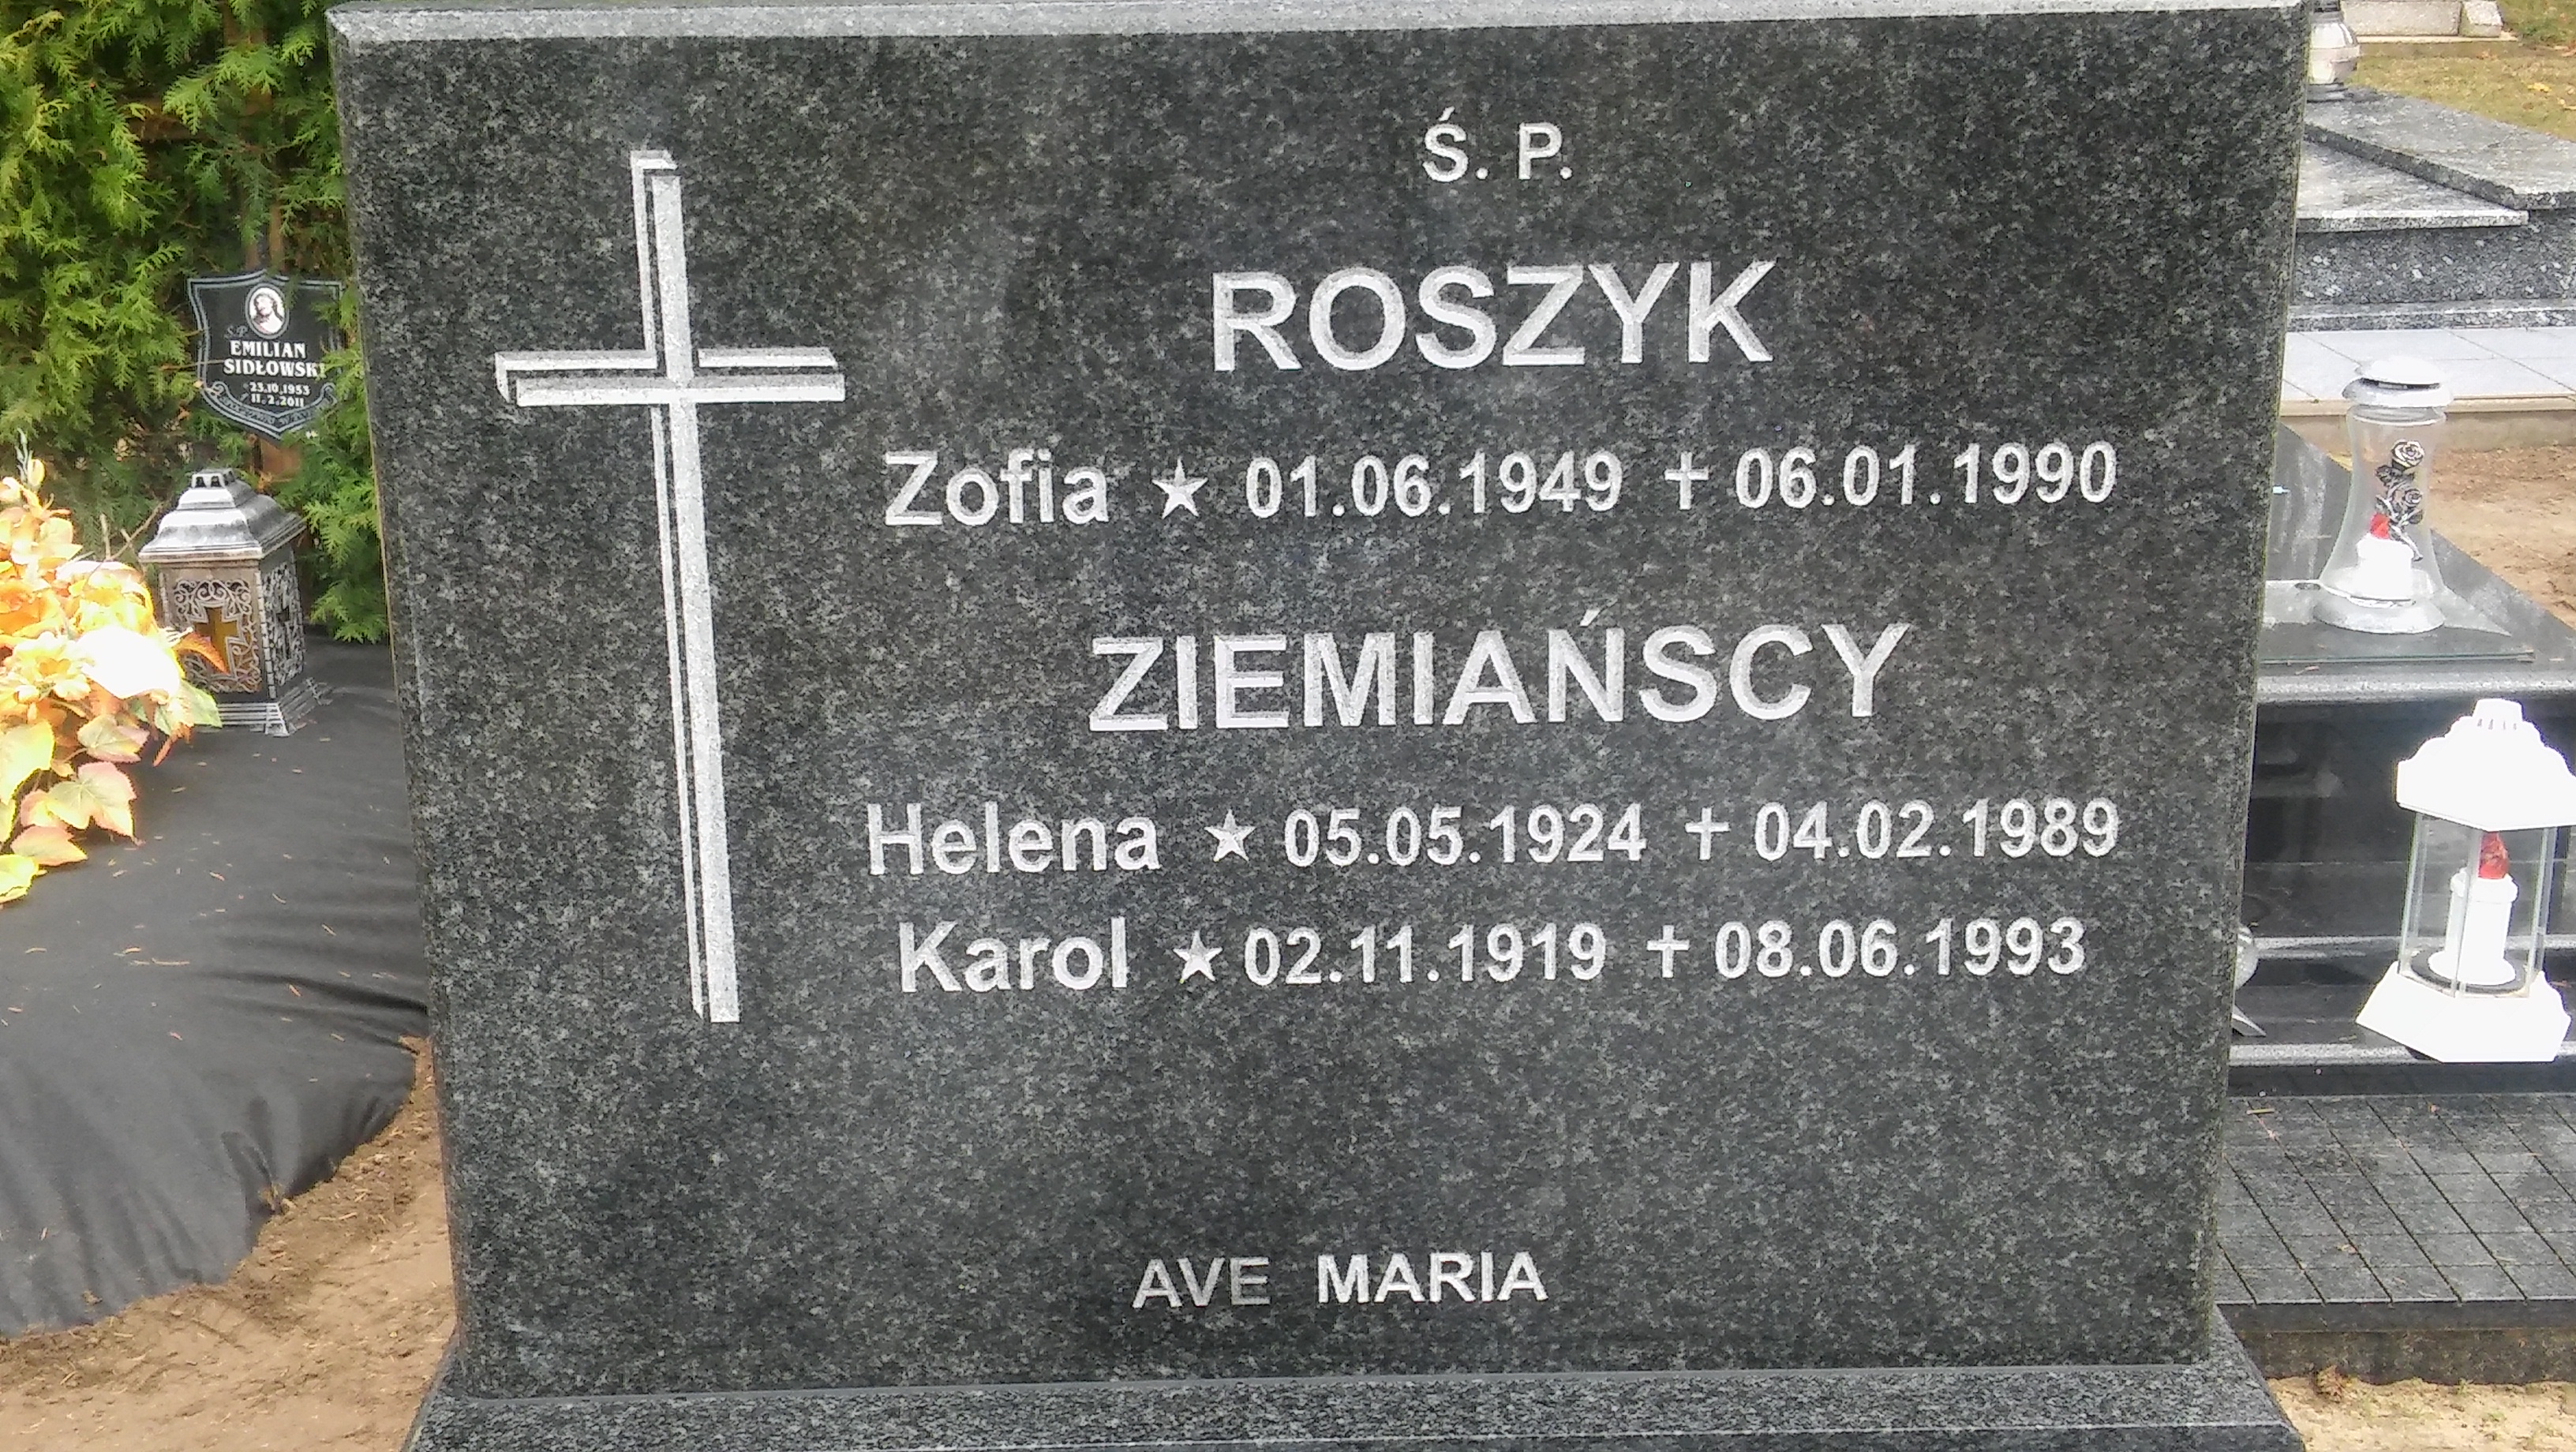 Ś. P.
ROSZYK
Zofia ★ 01.06.1949 ✝ 06.01.1990
ZIEMIAŃSCY
Helena ★ 05.05.1924 ✝ 04.02.1989
Karol ★ 02.11.1919 ✝ 08.06.1993
AVE MARIA
Ś.P.
EMILIAN
SIDŁOWSKI
*23.10.1953
11.2.2011